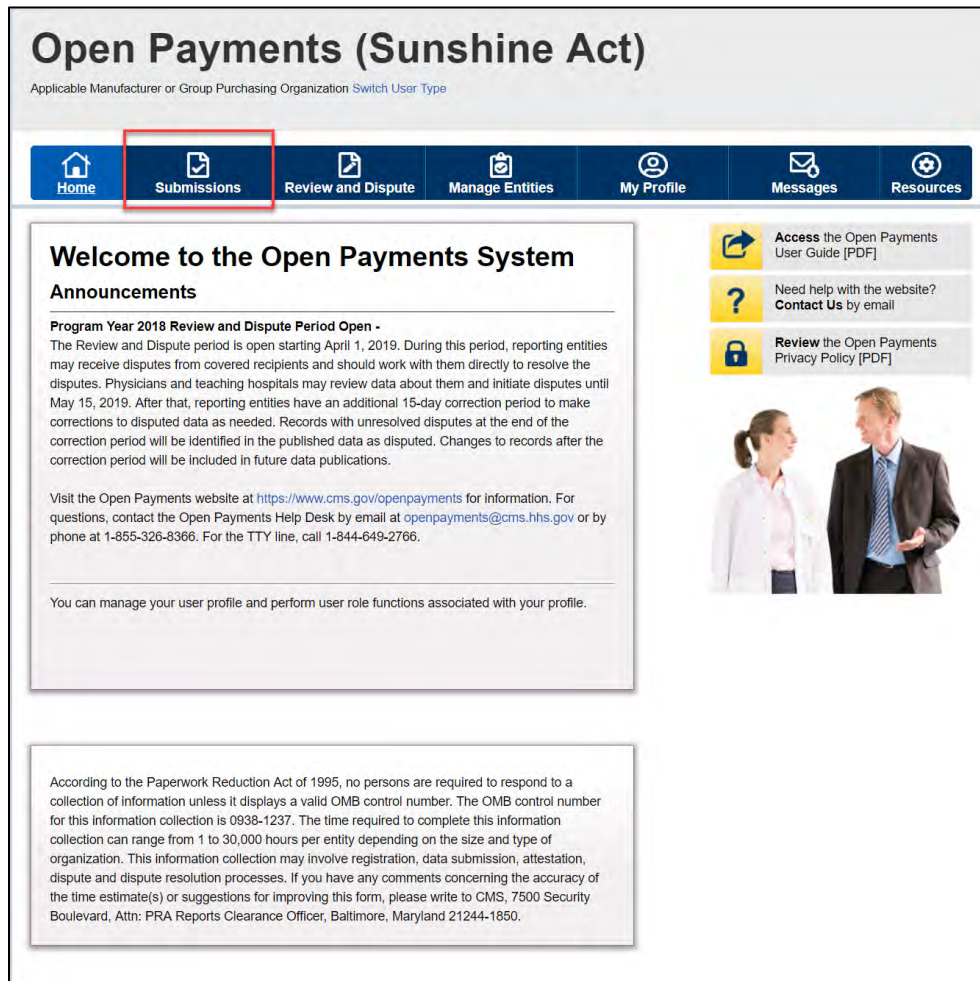 Open Payments (Sunshine Act)
Applicable Manufacturer or Group Purchasing Organization Switch User Type
Home
Submissions
Review and Dispute
Manage Entities
My Profile
Messages
Resources
Welcome to the Open Payments System
Announcements
Program Year 2018 Review and Dispute Period Open -
The Review and Dispute period is open starting April 1, 2019. During this period, reporting entities
may receive disputes from covered recipients and should work with them directly to resolve the
disputes. Physicians and teaching hospitals may review data about them and initiate disputes until
May 15, 2019. After that, reporting entities have an additional 15-day correction period to make
corrections to disputed data as needed. Records with unresolved disputes at the end of the
correction period will be identified in the published data as disputed. Changes to records after the
correction period will be included in future data publications.
Visit the Open Payments website at https://www.cms.gov/openpayments for information. For
questions, contact the Open Payments Help Desk by email at openpayments@cms.hhs.gov or by
phone at 1-855-326-8366. For the TTY line, call 1-844-649-2766.
You can manage your user profile and perform user role functions associated with your profile.
Access the Open Payments
User Guide [PDF]
?
Need help with the website?
Contact Us by email
Review the Open Payments
Privacy Policy [PDF]
According to the Paperwork Reduction Act of 1995, no persons are required to respond to a
collection of information unless it displays a valid OMB control number. The OMB control number
for this information collection is 0938-1237. The time required to complete this information
collection can range from 1 to 30,000 hours per entity depending on the size and type of
organization. This information collection may involve registration, data submission, attestation,
dispute and dispute resolution processes. If you have any comments concerning the accuracy of
the time estimate(s) or suggestions for improving this form, please write to CMS, 7500 Security
Boulevard, Attn: PRA Reports Clearance Officer, Baltimore, Maryland 21244-1850.